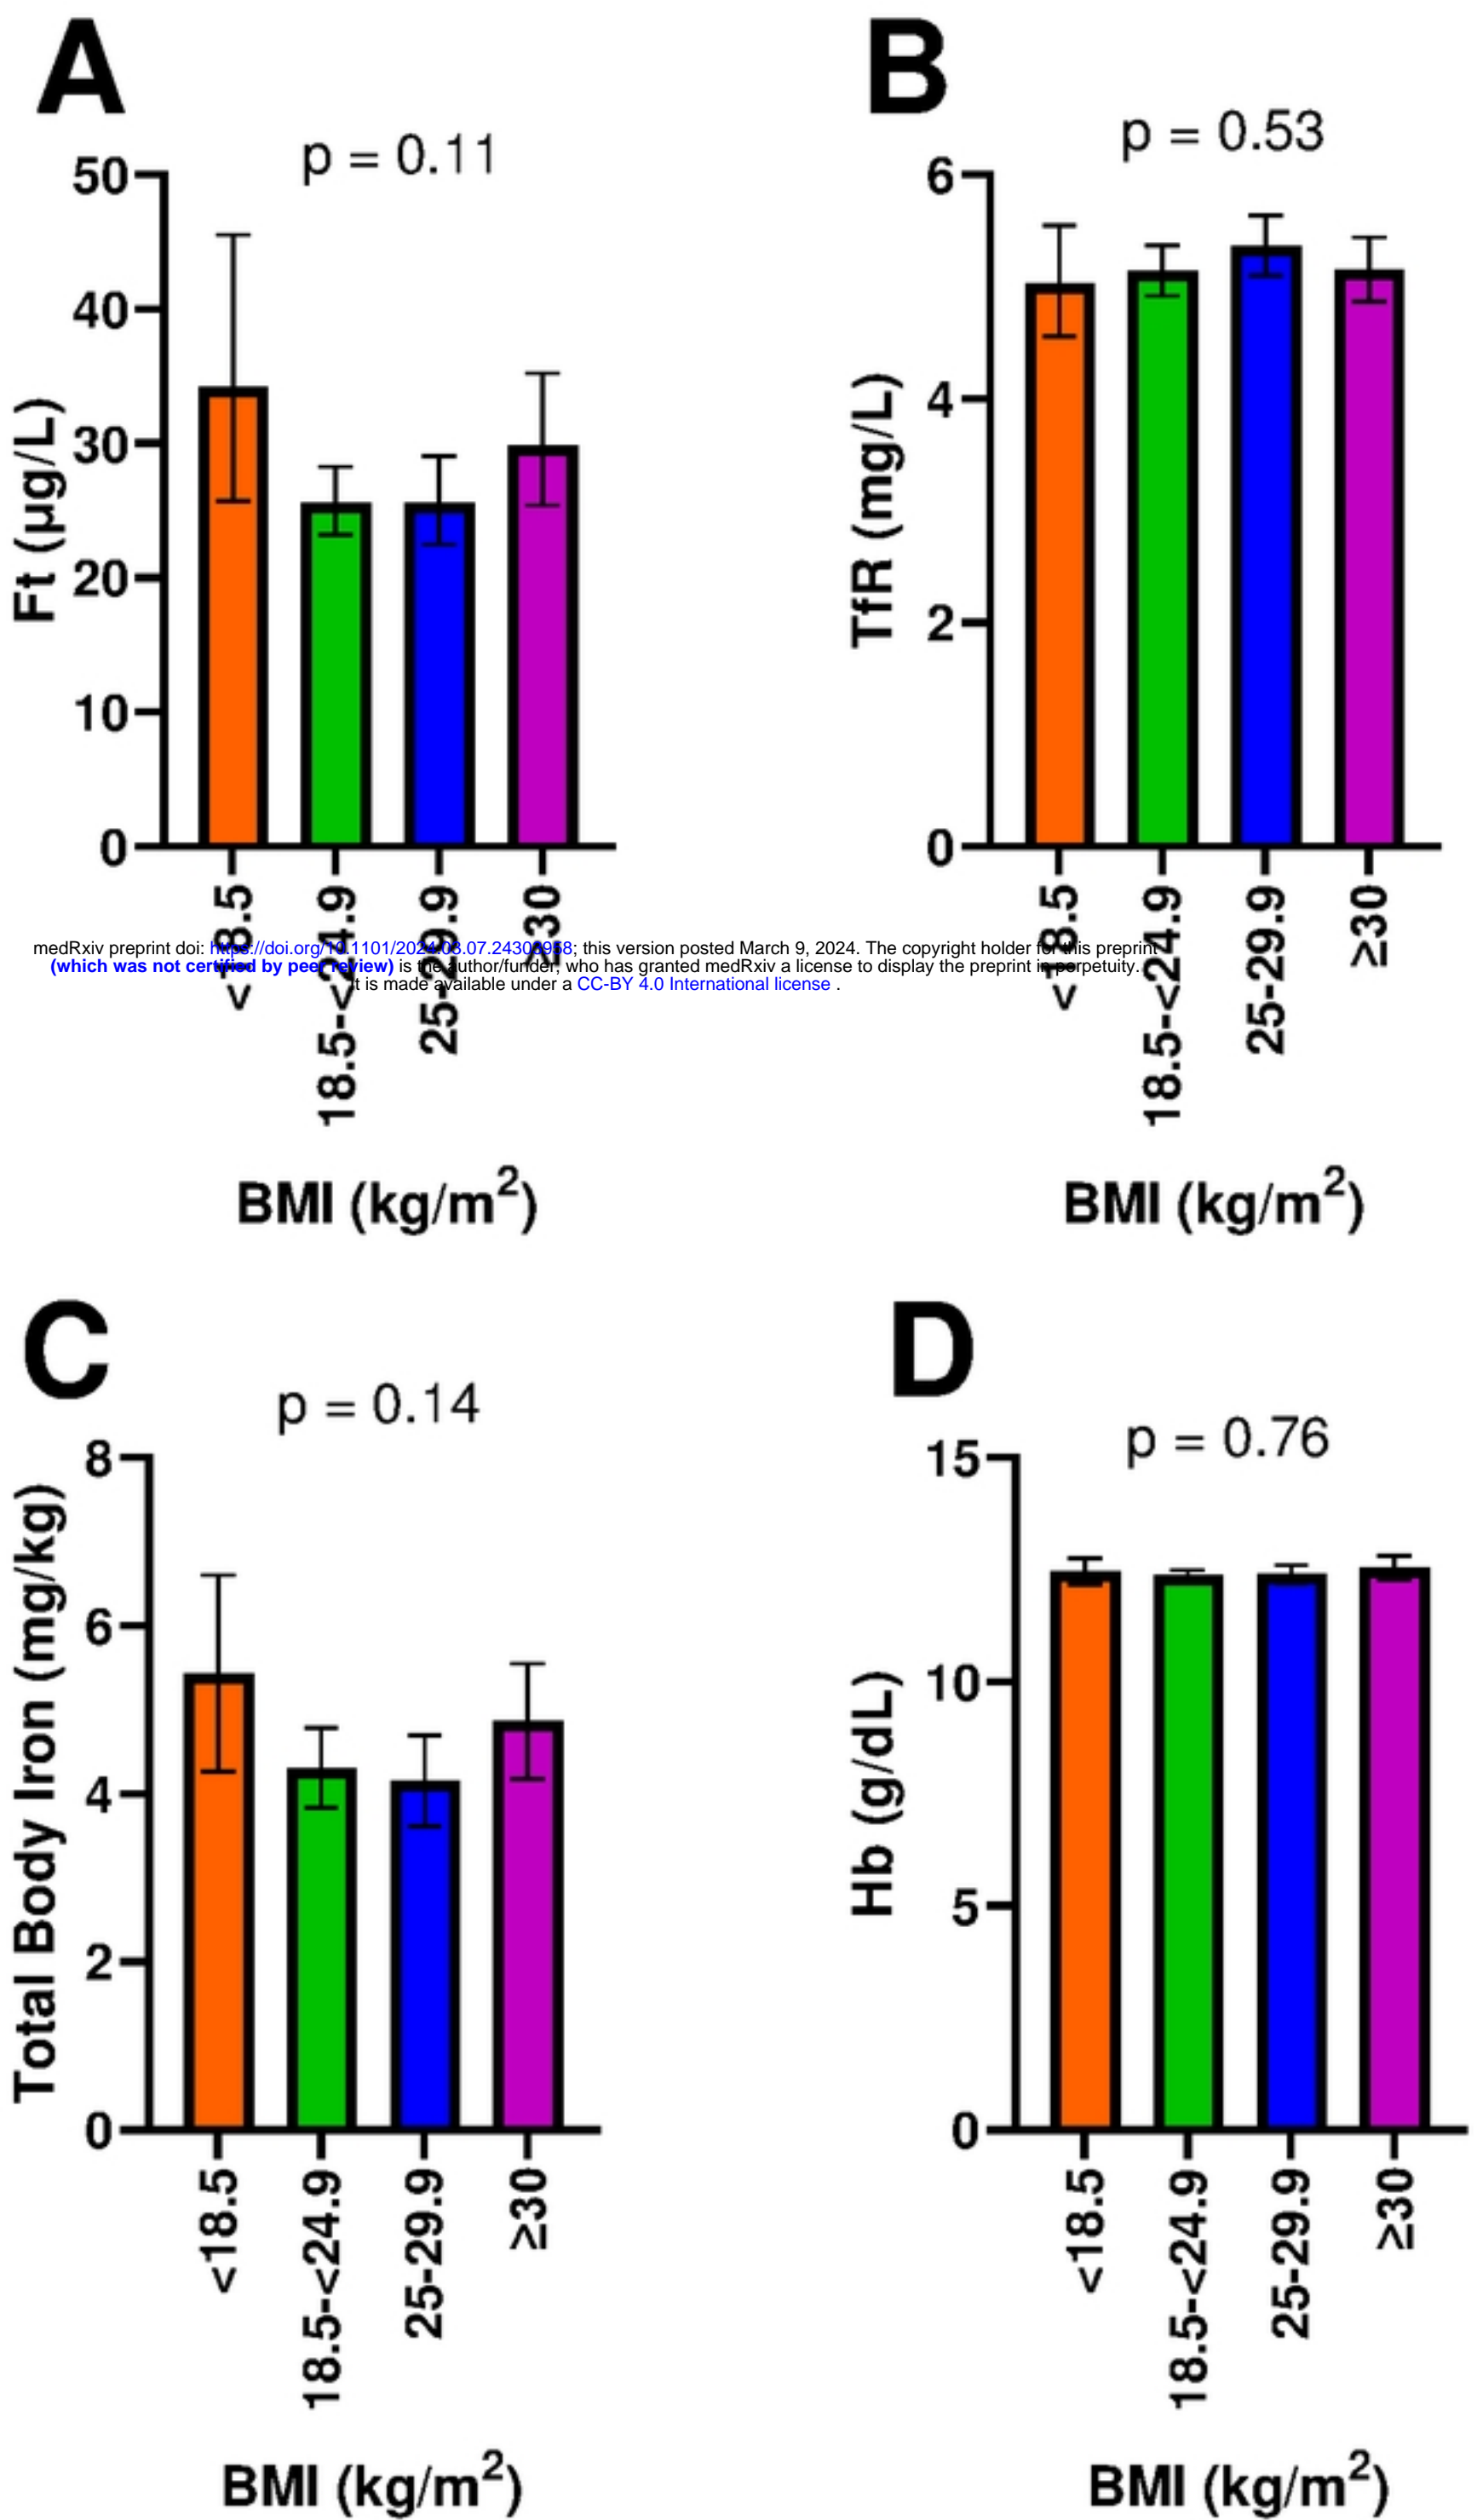 A
p = 0.11
50
40
30
20
10
0
Ft (µg/L)
<18.5
18.5-<24.9
25-29.9
≥30
BMI (kg/m²)
B
p = 0.53
6
4
2
0
TfR (mg/L)
<18.5
18.5-<24.9
25-29.9
≥30
BMI (kg/m²)
medRxiv preprint doi: https://doi.org/10.1101/2024.03.07.24303958; this version posted March 9, 2024. The copyright holder for this preprint
(which was not certified by peer review) is the author/funder, who has granted medRxiv a license to display the preprint in perpetuity.
It is made available under a CC-BY 4.0 International license .
C
p = 0.14
8
6
4
2
0
Total Body Iron (mg/kg)
<18.5
18.5-<24.9
25-29.9
≥30
BMI (kg/m²)
D
p = 0.76
15
10
5
0
Hb (g/dL)
<18.5
18.5-<24.9
25-29.9
≥30
BMI (kg/m²)